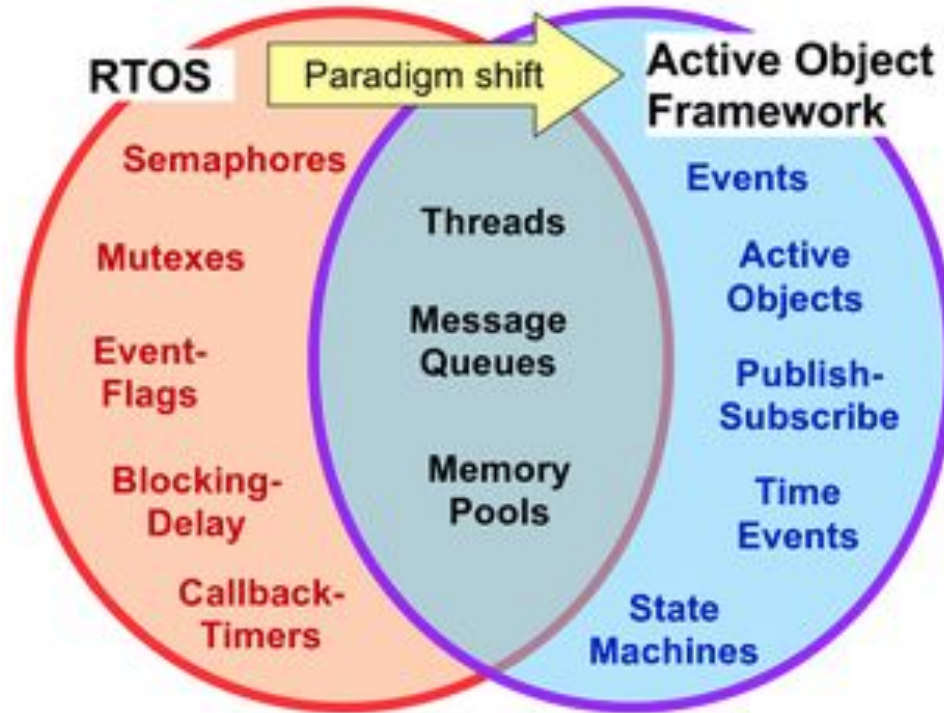 RTOS
Paradigm shift
Active Object
Framework
Semaphores
Mutexes
Event-
Flags
Blocking-
Delay
Callback-
Timers
Threads
Message
Queues
Memory
Pools
Events
Active
Objects
Publish-
Subscribe
Time
Events
State
Machines